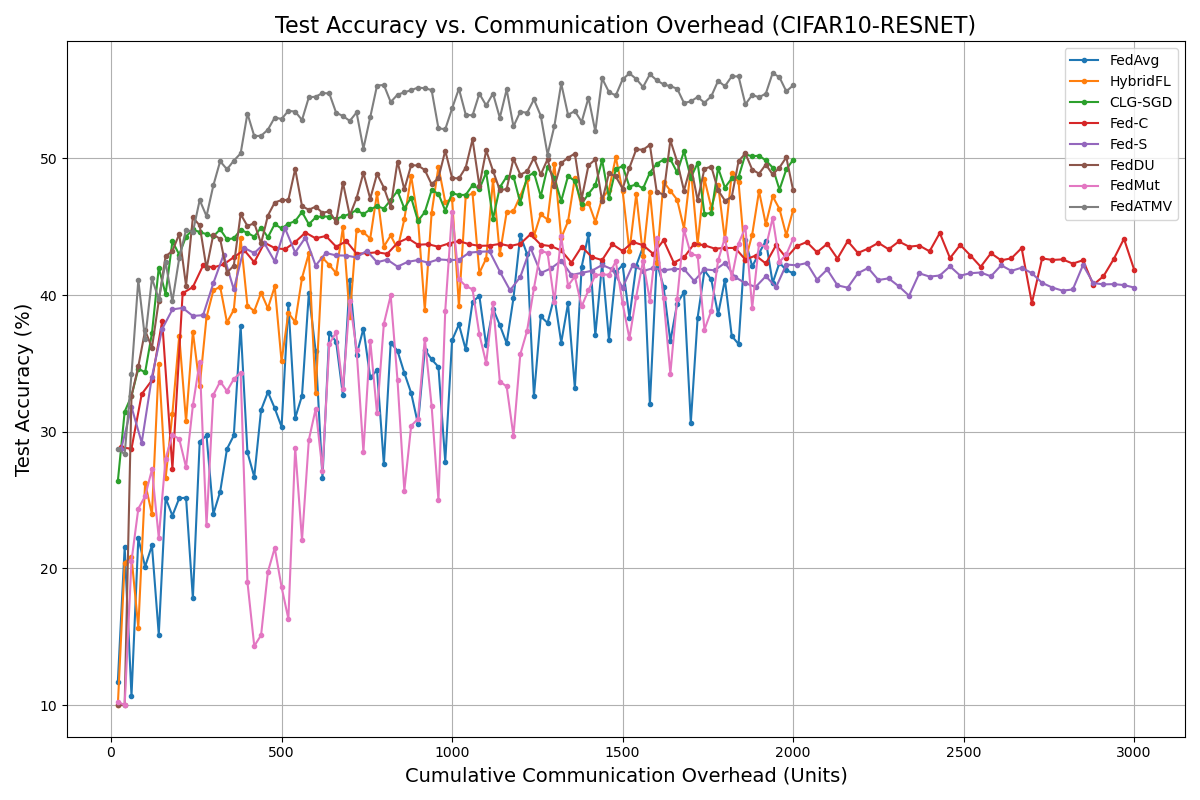 Test Accuracy vs. Communication Overhead (CIFAR10-RESNET)
Test Accuracy (%)
50
40
30
20
10
0
500
1000
1500
2000
2500
3000
Cumulative Communication Overhead (Units)
FedAvg
HybridFL
CLG-SGD
Fed-C
Fed-S
FedDU
FedMut
FedATMV